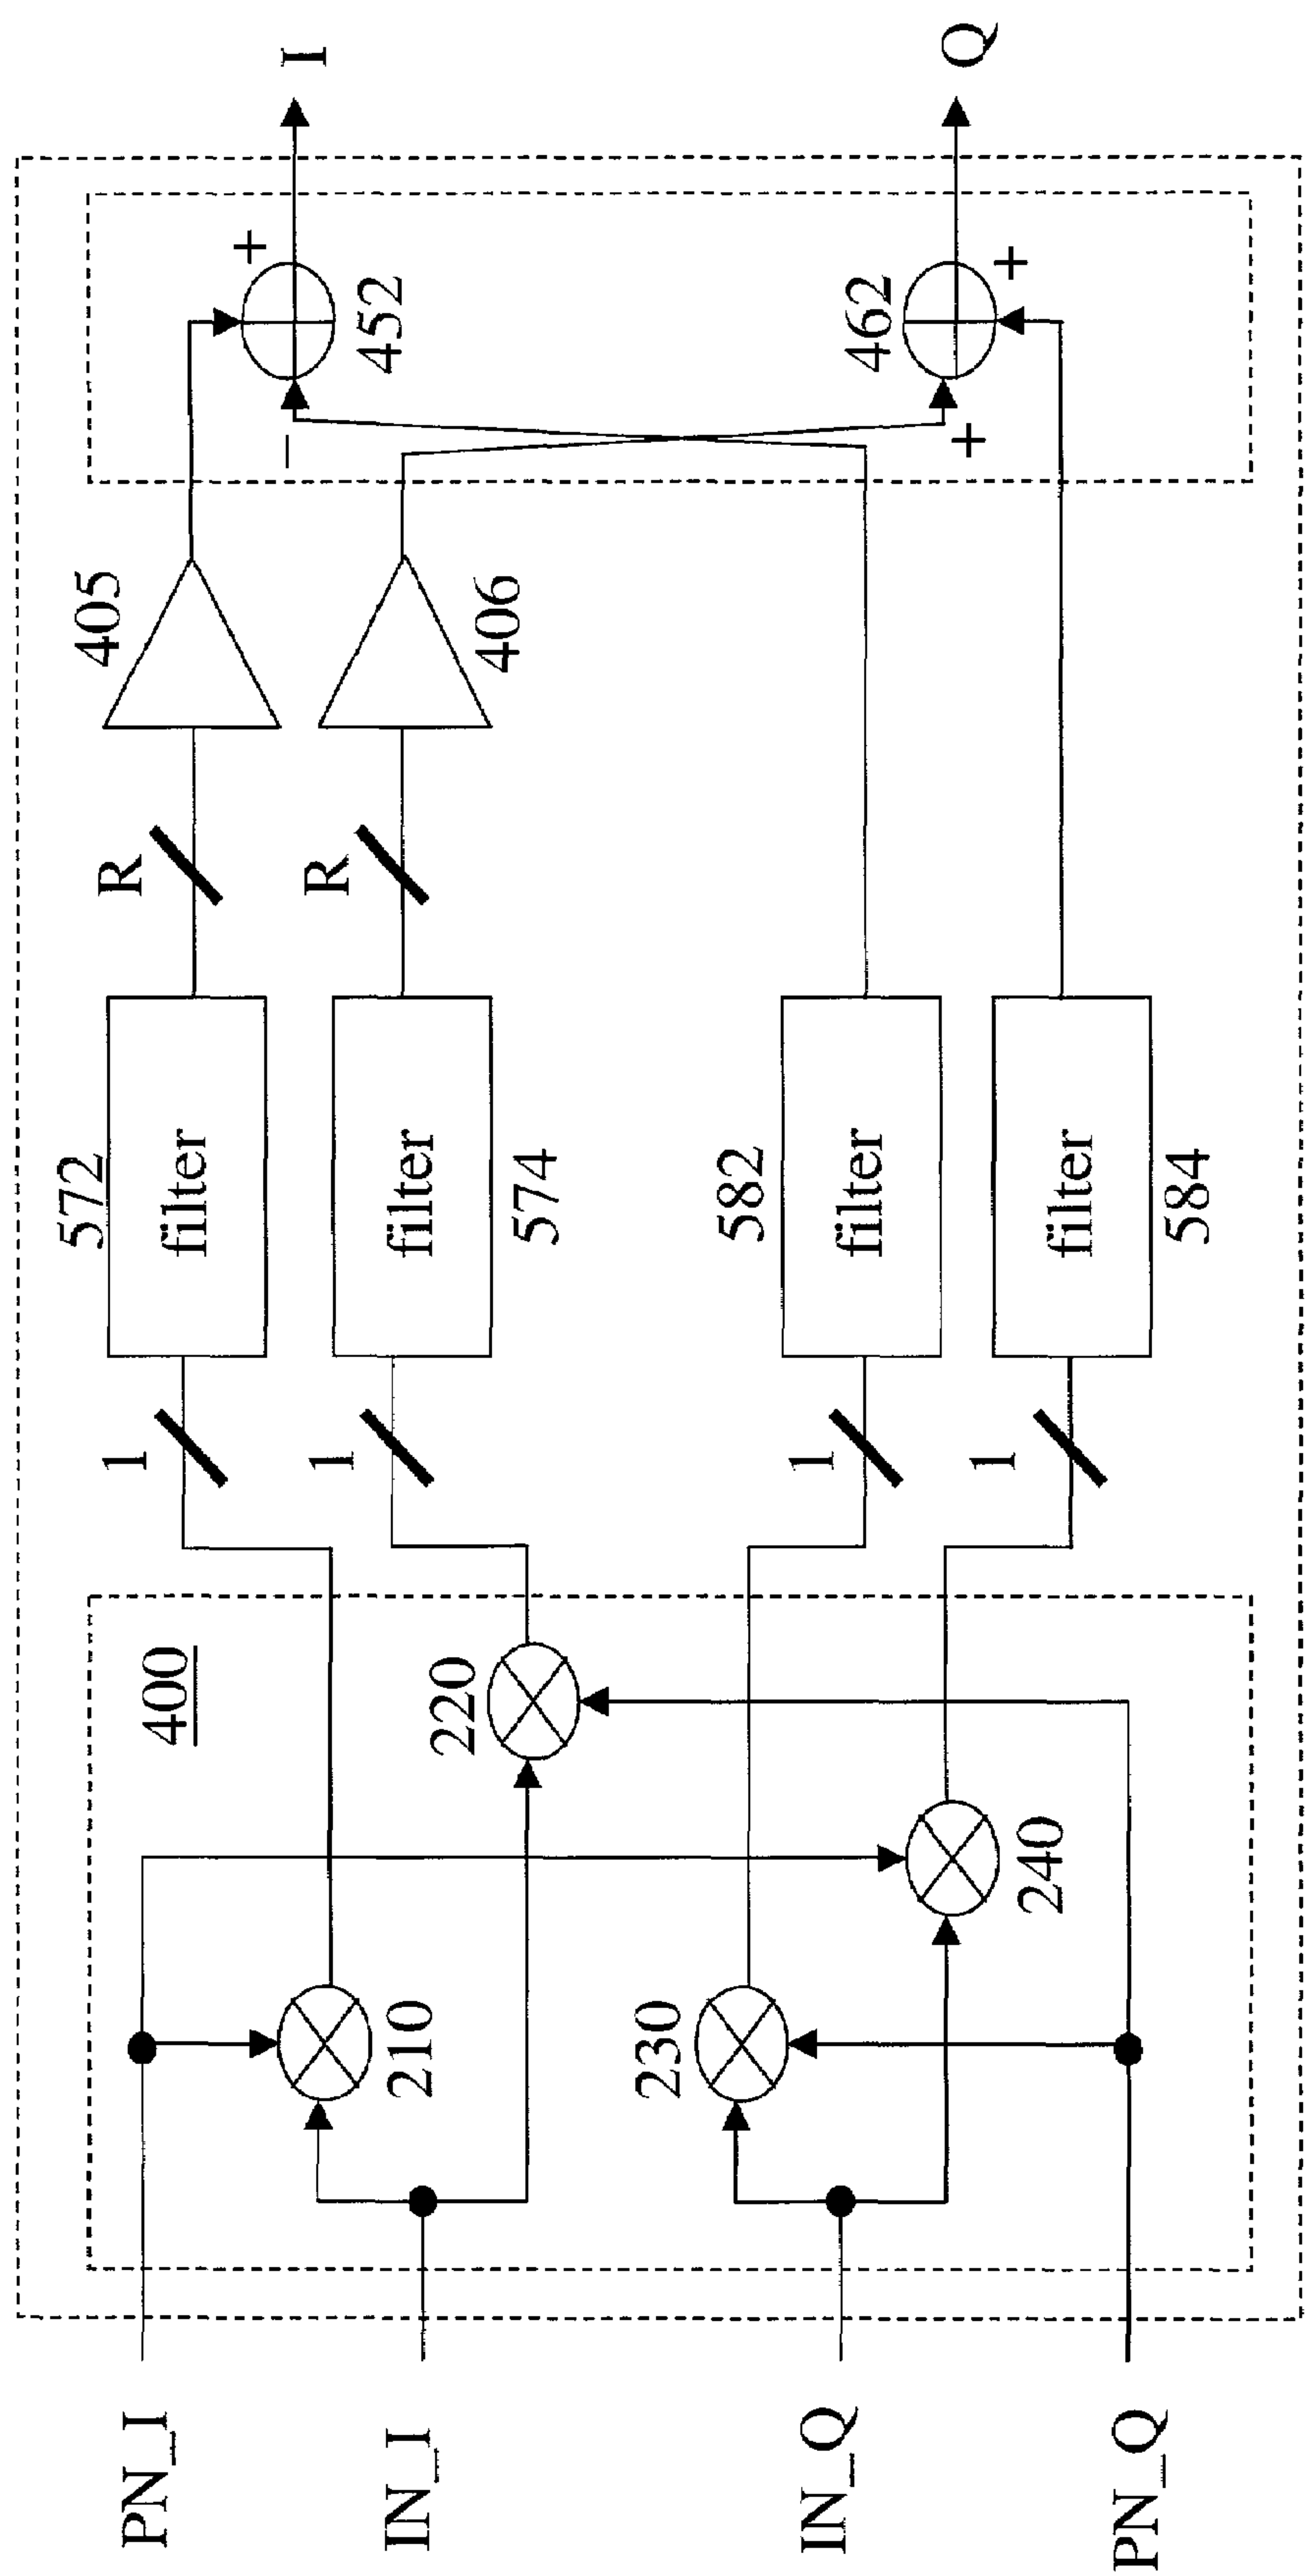 I
Q
+
452
462
+
−
+
405
406
R
R
572
filter
filter
574
582
filter
filter
584
1
1
1
1
400
220
240
210
230
PN_I
IN_I
IN_Q
PN_Q